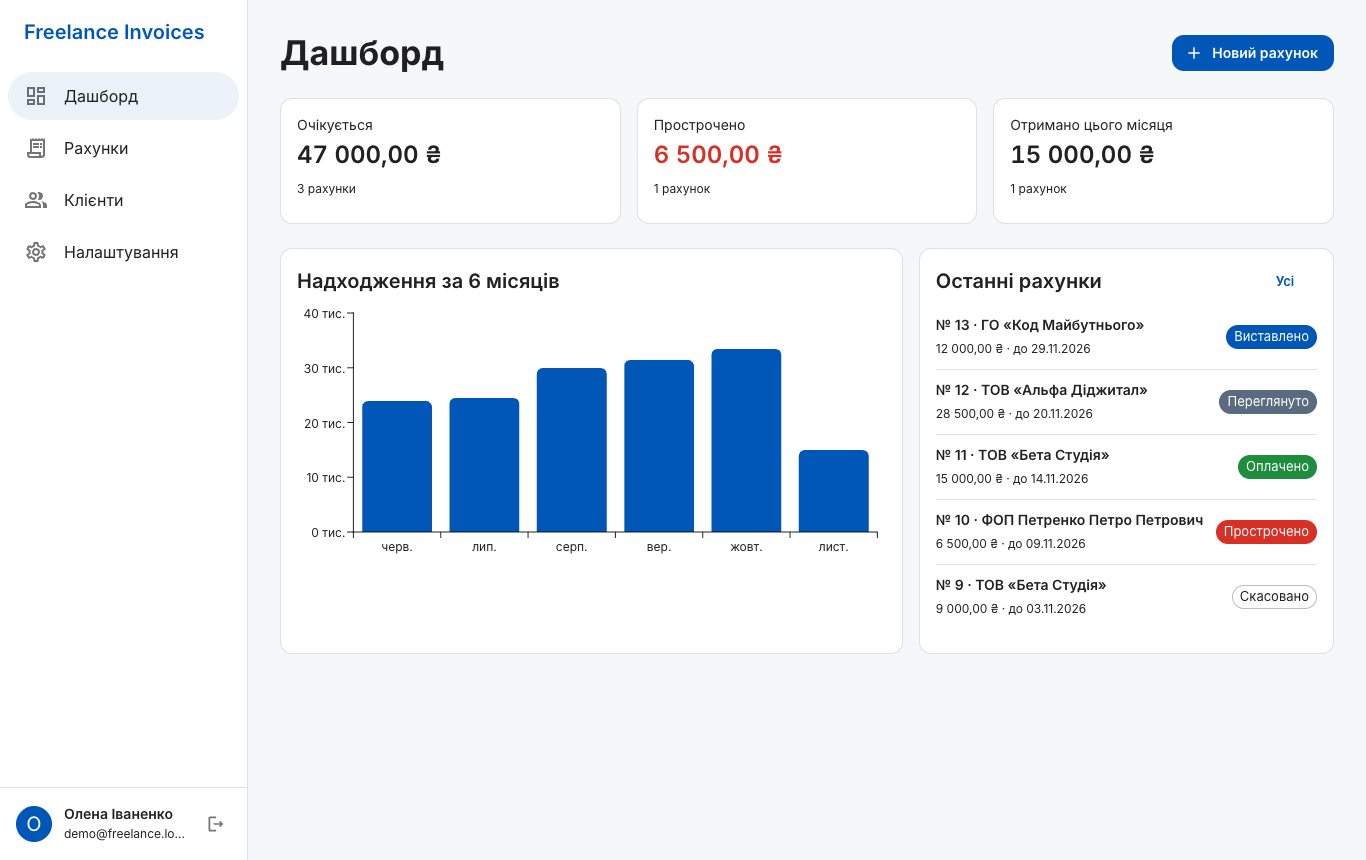 Freelance Invoices
Дашборд
Рахунки
Клієнти
Налаштування
О
Олена Іваненко
demo@freelance.lo...
Дашборд
Новий рахунок
Очікується
47 000,00 ₴
3 рахунки
Прострочено
6 500,00 ₴
1 рахунок
Отримано цього місяця
15 000,00 ₴
1 рахунок
Надходження за 6 місяців
40 тис.
30 тис.
20 тис.
10 тис.
0 тис.
черв. лип. серп. вер. жовт. лист.
Останні рахунки
Усі
№ 13 · ГО «Код Майбутнього»
12 000,00 ₴ · до 29.11.2026
Виставлено
№ 12 · ТОВ «Альфа Діджитал»
28 500,00 ₴ · до 20.11.2026
Переглянуто
№ 11 · ТОВ «Бета Студія»
15 000,00 ₴ · до 14.11.2026
Оплачено
№ 10 · ФОП Петренко Петро Петрович
6 500,00 ₴ · до 09.11.2026
Прострочено
№ 9 · ТОВ «Бета Студія»
9 000,00 ₴ · до 03.11.2026
Скасовано